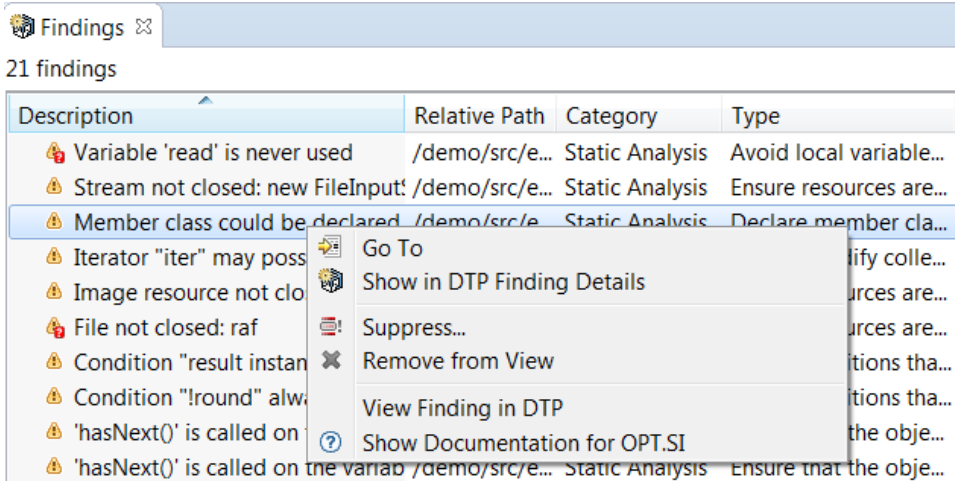 Findings
21 findings
Description Relative Path Category Type
Variable 'read' is never used /demo/src/e... Static Analysis Avoid local variable...
Stream not closed: new FileInputS /demo/src/e... Static Analysis Ensure resources are...
Member class could be declared /demo/src/e... Static Analysis Declare member cla...
Iterator "iter" may poss ify colle...
Image resource not clo urces are...
File not closed: raf urces are...
Condition "result instan itions tha...
Condition "!round" alwa itions tha...
'hasNext()' is called on the obje...
'hasNext()' is called on the variab /demo/src/e... Static Analysis Ensure that the obje...
Go To
Show in DTP Finding Details
Suppress...
Remove from View
View Finding in DTP
Show Documentation for OPT.SI